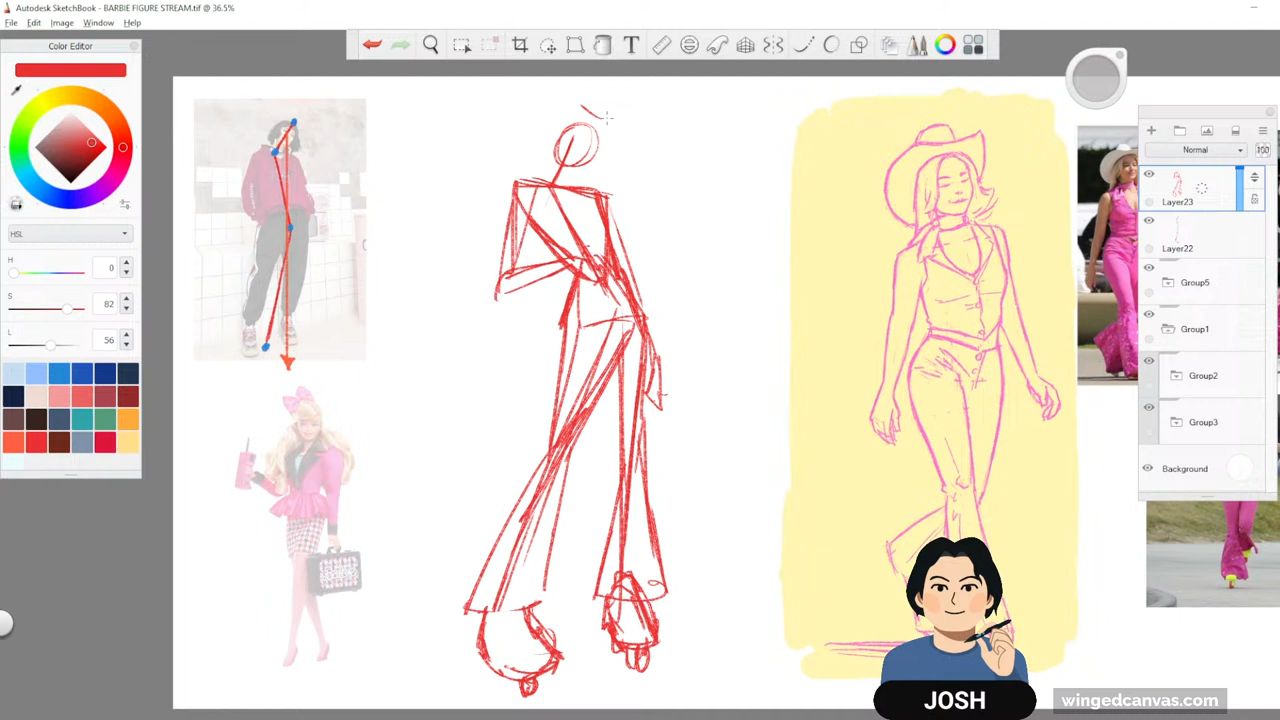 Autodesk SketchBook - BARBIE FIGURE STREAM.tif @ 36.5%
File Edit Image Window Help
Color Editor
HSL
H 0
S 82
L 56
Normal 100
Layer23
Layer22
Group5
Group1
Group2
Group3
Background
JOSH
wingedcanvas.com